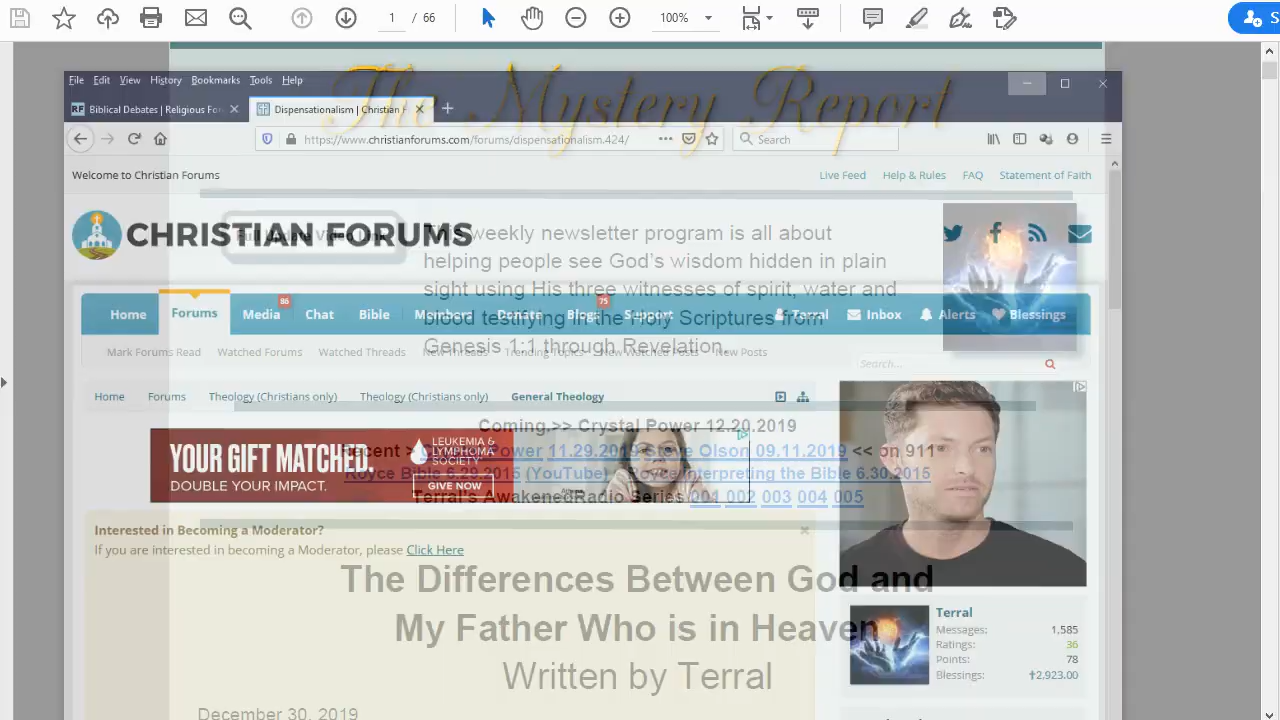 1 / 66
100%
The Mystery Report
File Edit View History Bookmarks Tools Help
Biblical Debates | Religious For
Dispensationalism | Christian
https://www.christianforums.com/forums/dispensationalism.424/
Search
Welcome to Christian Forums
Live Feed Help & Rules FAQ Statement of Faith
CHRISTIAN FORUMS
weekly newsletter program is all about
helping people see God's wisdom hidden in plain
sight using His three witnesses of spirit, water and
blood testifying in the Holy Scriptures from
Genesis 1:1 through Revelation.
Home Forums Media 86 Chat Bible Donate 75 Support Terral Inbox Alerts Blessings
Mark Forums Read Watched Forums Watched Threads New Threads Trending Topics New Watched Posts New Posts
Search...
Home Forums Theology (Christians only) Theology (Christians only) General Theology
Coming.>> Crystal Power 12.20.2019
Recent > Power 11.29.2019 Steve Olson 09.11.2019 << on 911
Royce Bible 6.29.2015 (YouTube) Royce Interpreting the Bible 6.30.2015
Terral's Awakened Radio Series 001 002 003 004 005
YOUR GIFT MATCHED.
DOUBLE YOUR IMPACT.
LEUKEMIA &
LYMPHOMA
SOCIETY
GIVE NOW
Interested in Becoming a Moderator?
If you are interested in becoming a Moderator, please Click Here
The Differences Between God and
My Father Who is in Heaven
Written by Terral
December 30, 2019
Terral
Messages: 1,585
Ratings: 36
Points: 78
Blessings: †2,923.00